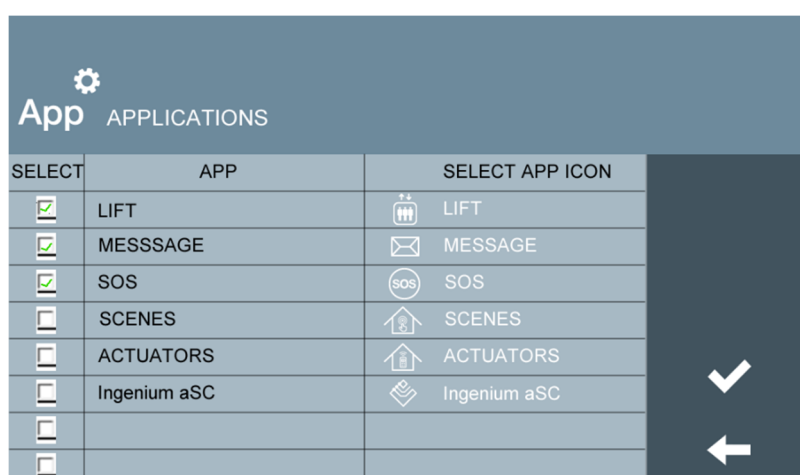 App APPLICATIONS
SELECT APP SELECT APP ICON
LIFT LIFT
MESSSAGE MESSAGE
SOS SOS SOS
SCENES SCENES
ACTUATORS ACTUATORS
Ingenium aSC Ingenium aSC